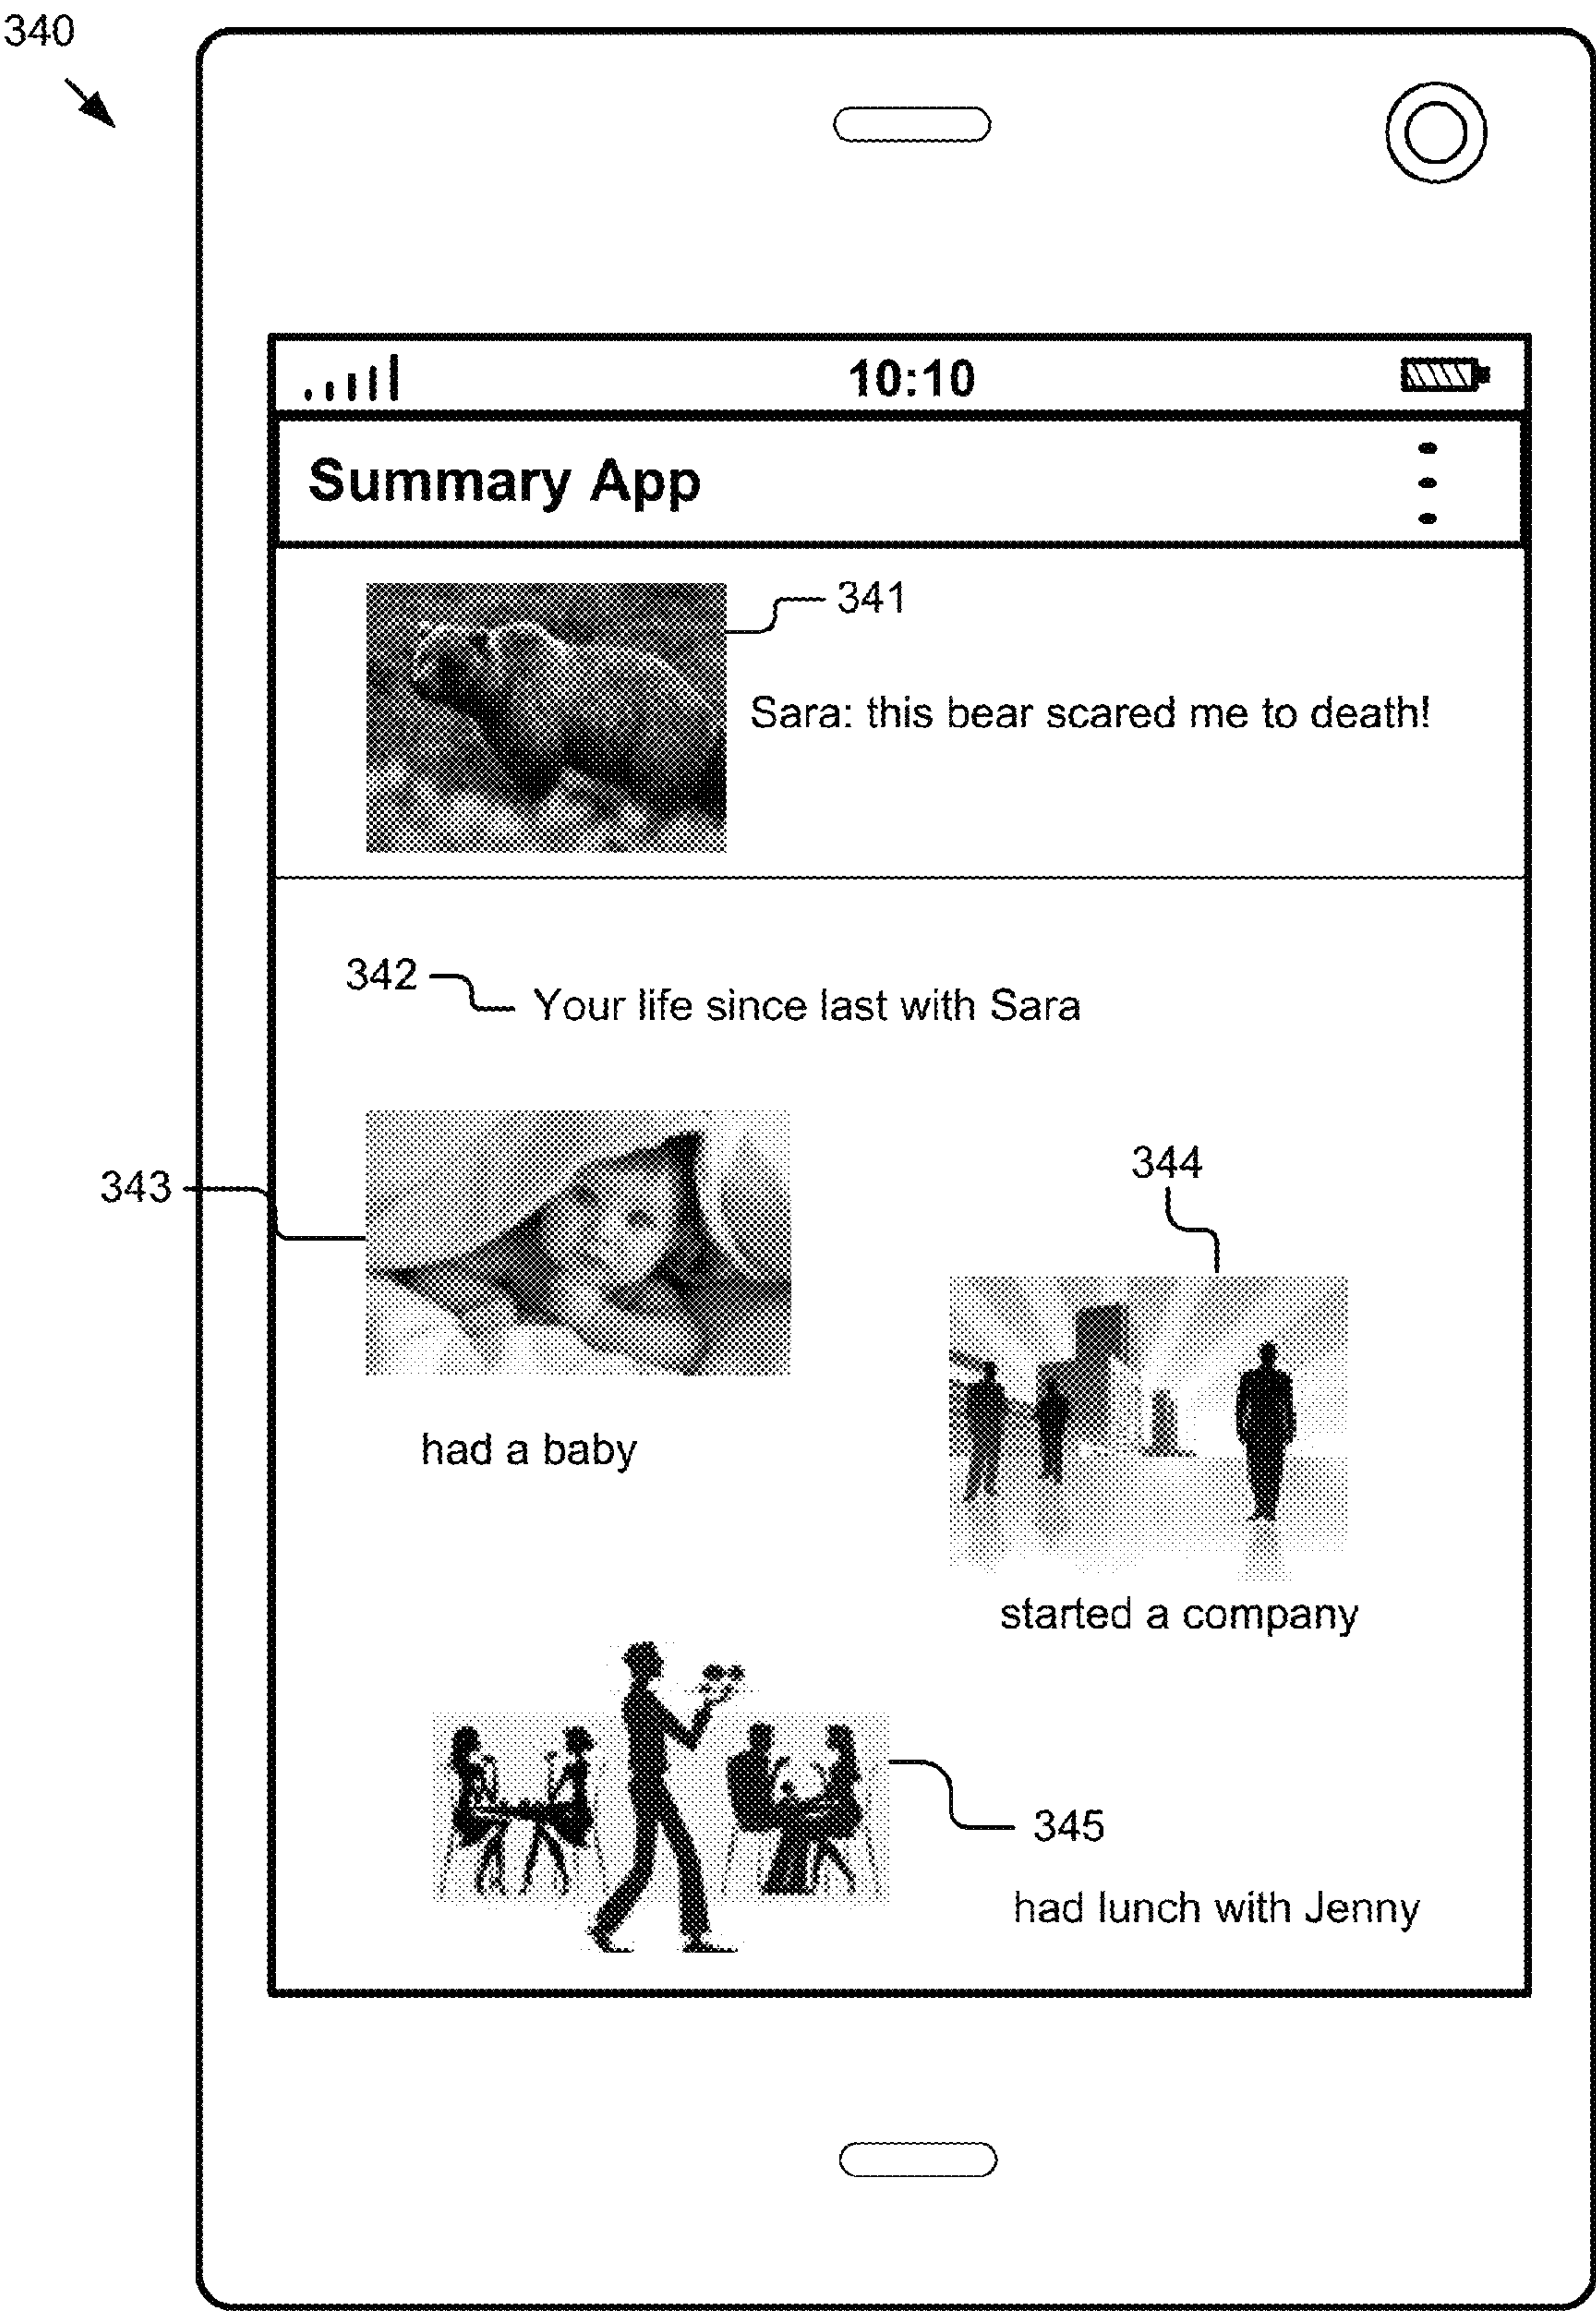 340
10:10
Summary App
341
Sara: this bear scared me to death!
342
Your life since last with Sara
343
344
had a baby
started a company
345
had lunch with Jenny